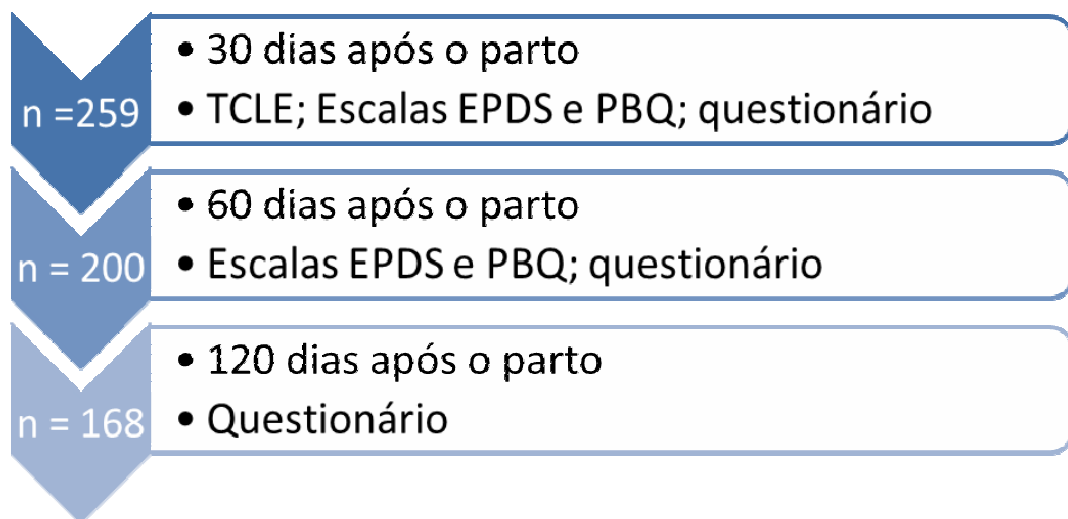 n =259
• 30 dias após o parto
• TCLE; Escalas EPDS e PBQ; questionário
n = 200
• 60 dias após o parto
• Escalas EPDS e PBQ; questionário
n = 168
• 120 dias após o parto
• Questionário